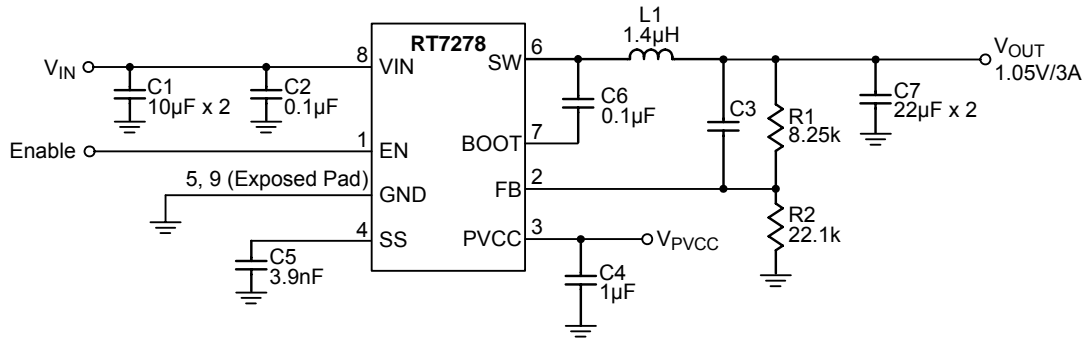 L1
1.4µH
RT7278
VIN
C1
10µF x 2
C2
0.1µF
8
VIN
SW
6
C6
0.1µF
7
BOOT
C3
R1
8.25k
C7
22µF x 2
VOUT
1.05V/3A
Enable
1
EN
5, 9 (Exposed Pad)
GND
FB
2
R2
22.1k
4
SS
C5
3.9nF
PVCC
3
VPVCC
C4
1µF